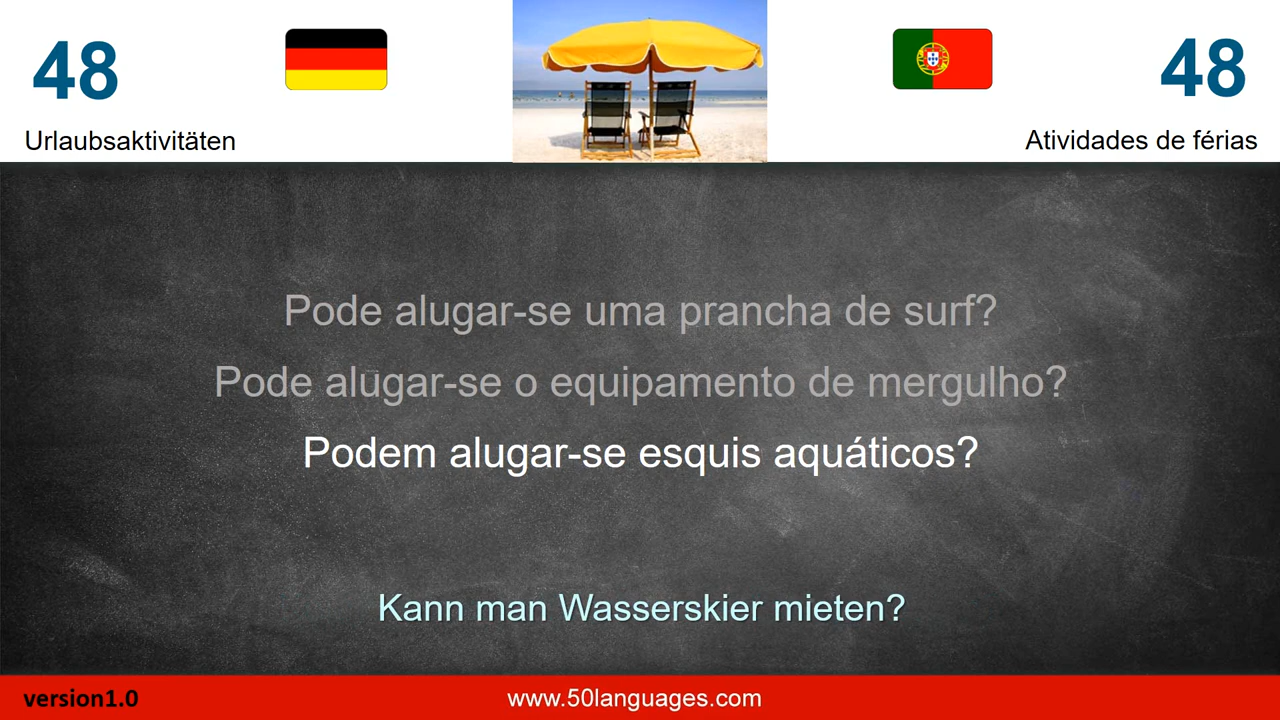 48
48
Urlaubsaktivitäten
Atividades de férias
Pode alugar-se uma prancha de surf?
Pode alugar-se o equipamento de mergulho?
Podem alugar-se esquis aquáticos?
Kann man Wasserskier mieten?
version1.0
www.50languages.com